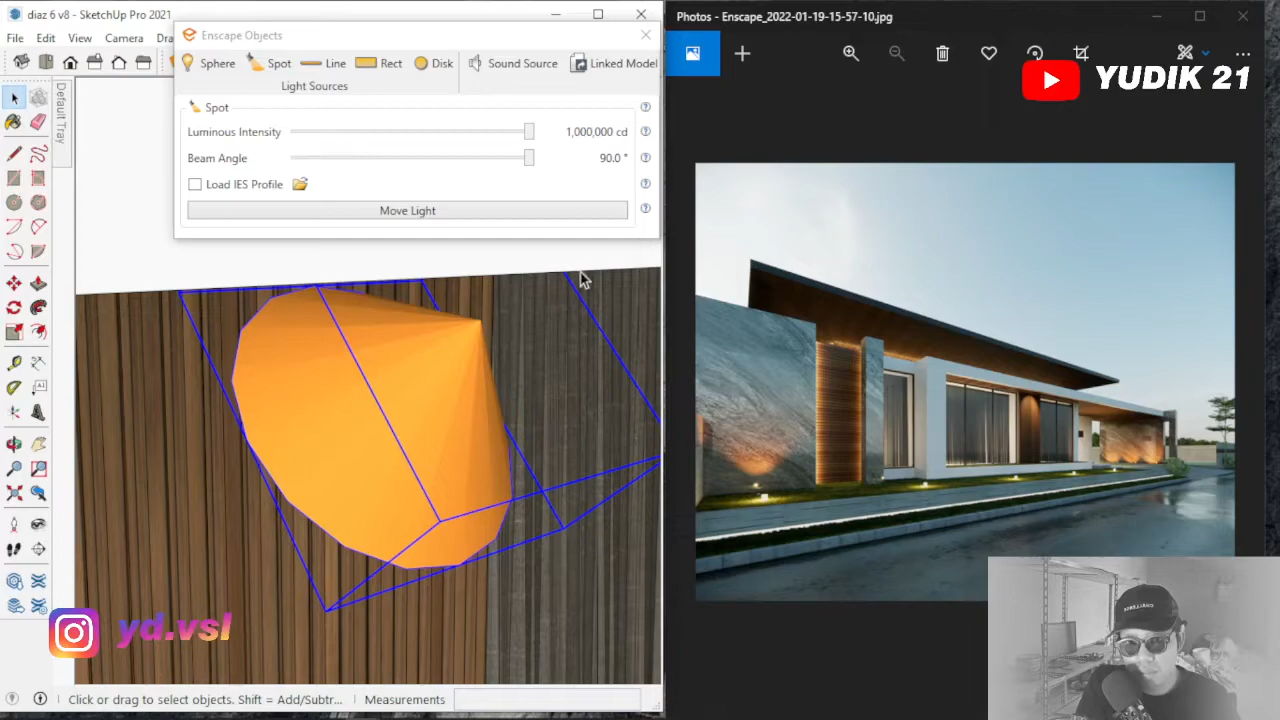 diaz 6 v8 - SketchUp Pro 2021
File Edit View Camera Dra
Enscape Objects
Sphere Spot Line Rect Disk Sound Source Linked Model
Light Sources
Spot
Luminous Intensity 1,000,000 cd
Beam Angle 90.0 °
Load IES Profile
Move Light
Default Tray
yd.vsl
Click or drag to select objects. Shift = Add/Subtr... Measurements
Photos - Enscape_2022-01-19-15-57-10.jpg
YUDIK 21